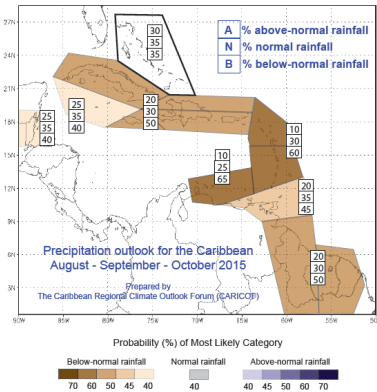 27N
24N
21N
18N
15N
12N
9N
6N
3N
90W
85W
80W
75W
70W
65W
60W
55W
50
A % above-normal rainfall
N % normal rainfall
B % below-normal rainfall
30
35
35
25
35
40
25
35
40
20
30
50
10
30
60
10
25
65
20
35
45
20
30
50
Precipitation outlook for the Caribbean
August - September - October 2015
Prepared by
The Caribbean Regional Climate Outlook Forum (CARICOF)
Probability (%) of Most Likely Category
Below-normal rainfall Normal rainfall Above-normal rainfall
70 60 50 45 40 40 40 45 50 60 70